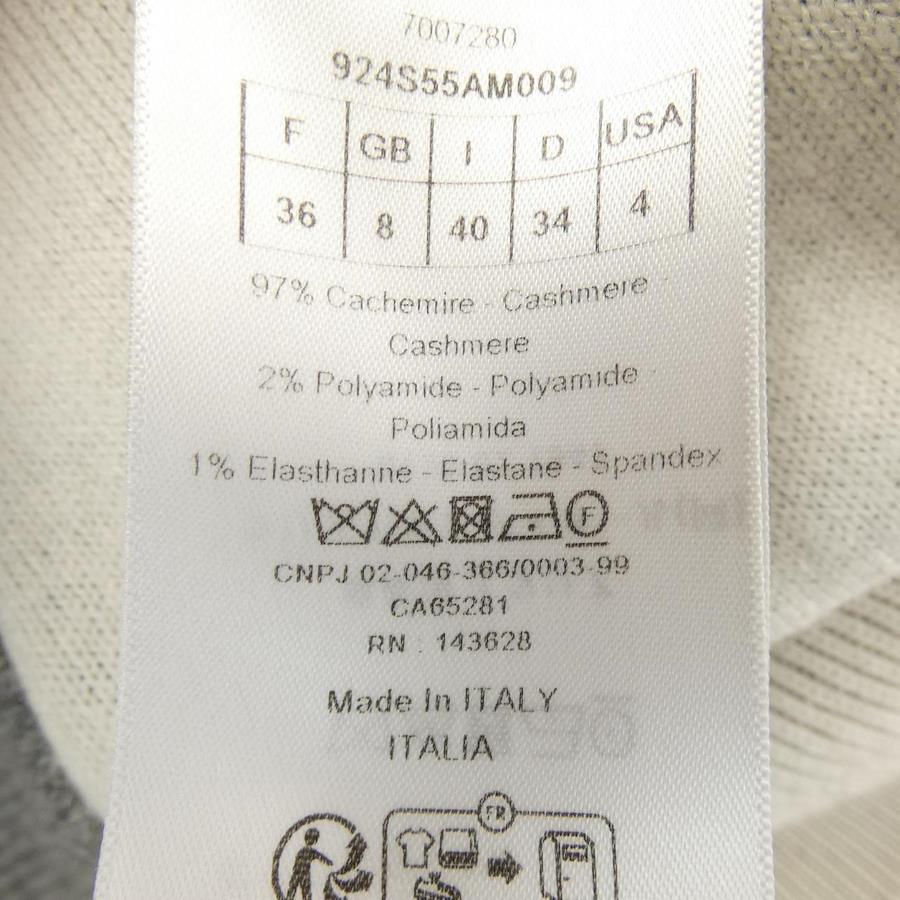 7007280
924S55AM009
F GB I D USA
36 8 40 34 4
97% Cachemire - Cashmere -
Cashmere
2% Polyamide - Polyamide -
Poliamida
1% Elasthanne - Elastane - Spandex
F
CNPJ 02-046-366/0003-99
CA65281
RN : 143628
Made In ITALY
ITALIA
FR